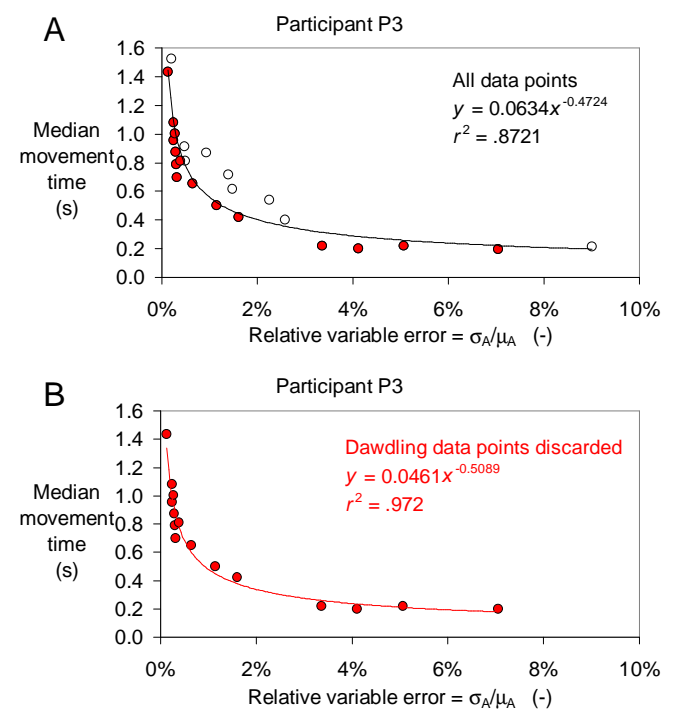 A
Participant P3
1.6
1.4
1.2
1.0
0.8
0.6
0.4
0.2
0.0
Median
movement
time
(s)
All data points
y = 0.0634x^-0.4724
r² = .8721
0% 2% 4% 6% 8% 10%
Relative variable error = σA/μA (-)
B
Participant P3
1.6
1.4
1.2
1.0
0.8
0.6
0.4
0.2
0.0
Median
movement
time
(s)
Dawdling data points discarded
y = 0.0461x^-0.5089
r² = .972
0% 2% 4% 6% 8% 10%
Relative variable error = σA/μA (-)